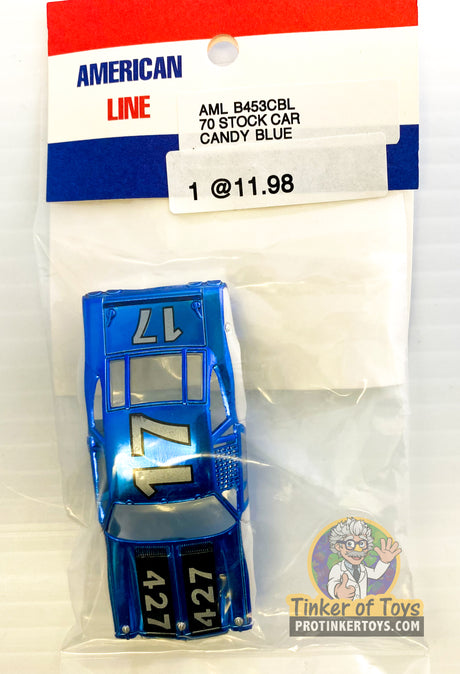 AMERICAN
LINE
AML B453CBL
70 STOCK CAR
CANDY BLUE
1 @11.98
17
17
427
427
Tinker of Toys
PROTINKERTOYS.COM